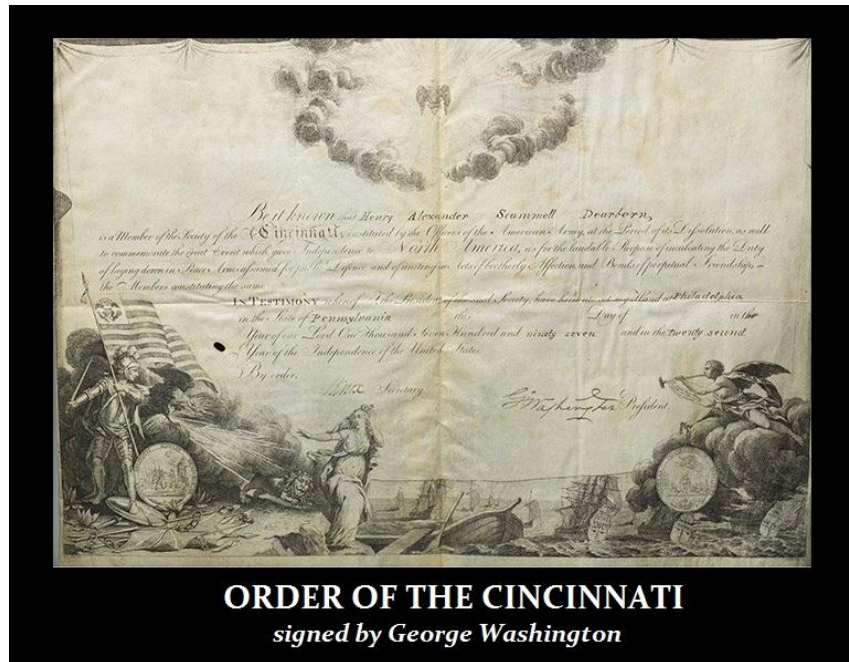 Be it known that Henry Alexander Scammell Dearborn,
is a Member of the Society of the Cincinnati, instituted by the Officers of the American Army, at the Period of its Dissolution, as well
to commemorate the great Event which gave Independence to North America, as for the laudable Purpose of inculcating the Duty
of laying down in Peace Arms assumed for public Defence and of uniting in Acts of brotherly Affection and Bonds of perpetual Friendship
the Members constituting the same
IN TESTIMONY whereof I, the President of the said Society, have hereunto set my Hand at Philadelphia
in the State of Pennsylvania this Day of in the
Year of our Lord One Thousand Seven Hundred and ninety seven and in the twenty second
Year of the Independence of the United States.
By order,
Secretary.
G:Washington President.
ORDER OF THE CINCINNATI
signed by George Washington